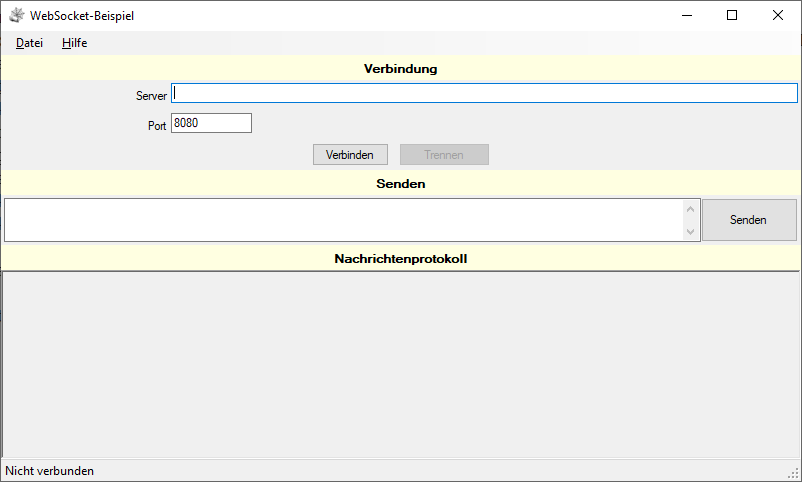 WebSocket-Beispiel
Datei Hilfe
Verbindung
Server
Port 8080
Verbinden Trennen
Senden
Senden
Nachrichtenprotokoll
Nicht verbunden